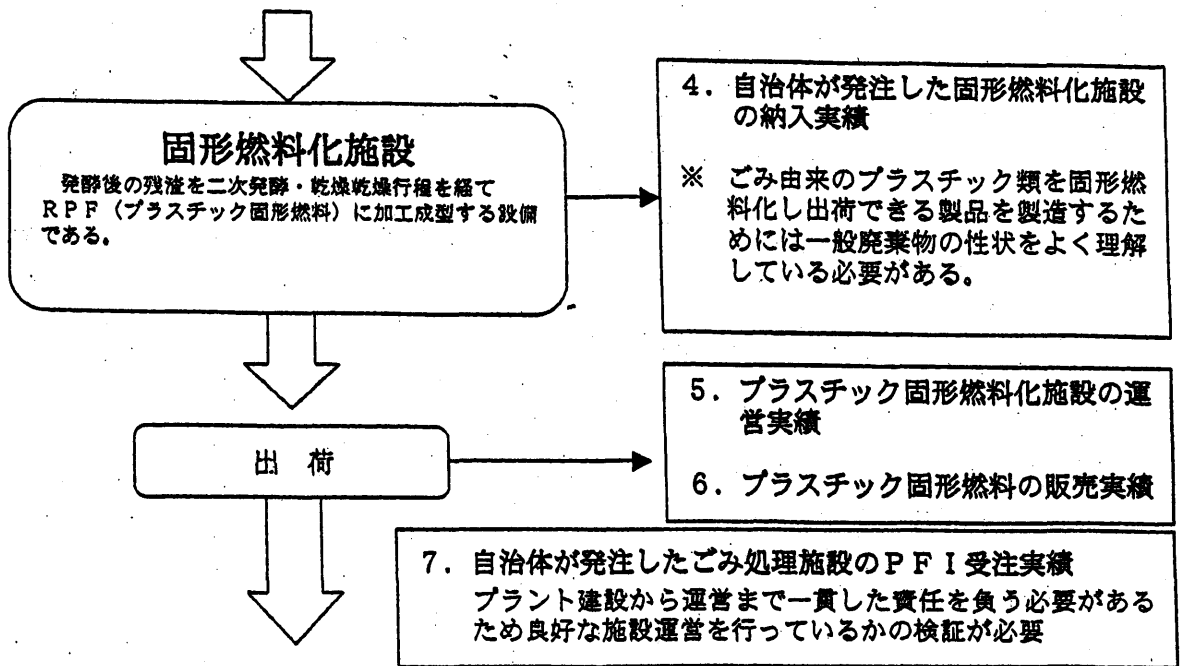 固形燃料化施設
発酵後の残渣を二次発酵・乾燥乾燥行程を経て
RPF（プラスチック固形燃料）に加工成型する設備
である。
4．自治体が発注した固形燃料化施設
の納入実績
※　ごみ由来のプラスチック類を固形燃
料化し出荷できる製品を製造するた
めには一般廃棄物の性状をよく理解
している必要がある。
出　荷
5．プラスチック固形燃料化施設の運
営実績
6．プラスチック固形燃料の販売実績
7．自治体が発注したごみ処理施設のPFI受注実績
プラント建設から運営まで一貫した責任を負う必要がある
ため良好な施設運営を行っているかの検証が必要